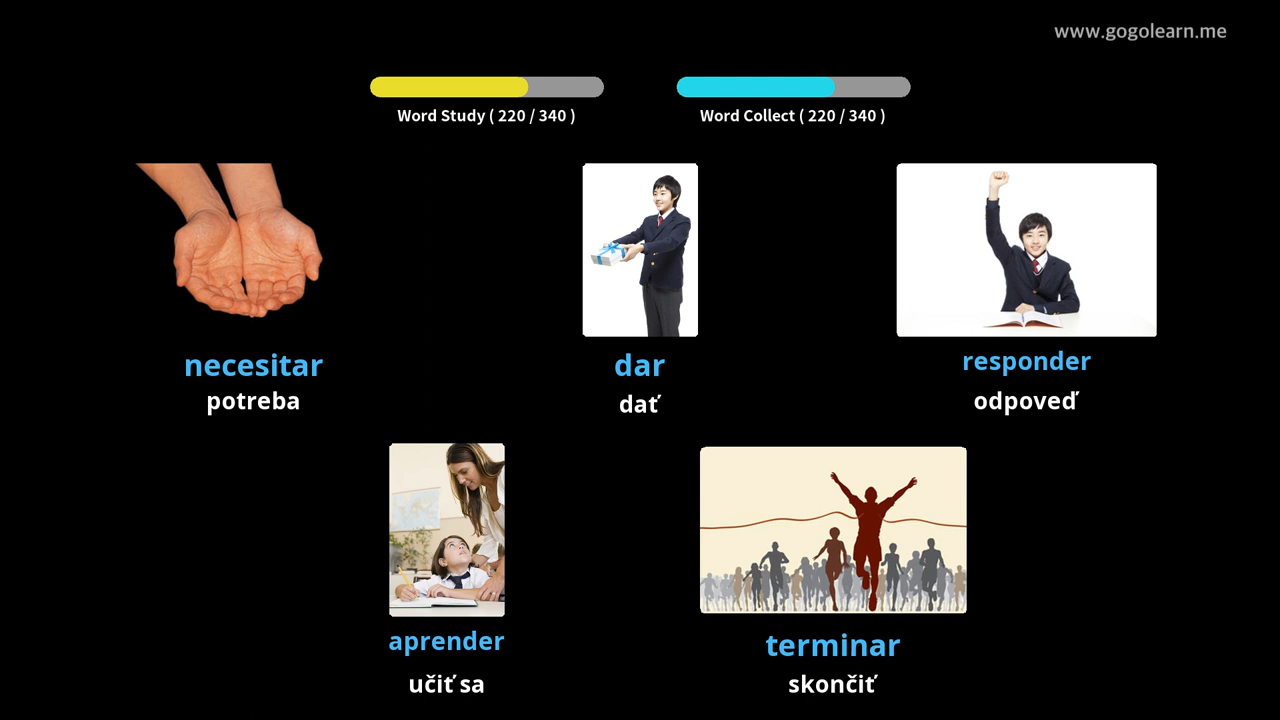 www.gogolearn.me
Word Study ( 220 / 340 )
Word Collect ( 220 / 340 )
necesitar
potreba
dar
dať
responder
odpoveď
aprender
učiť sa
terminar
skončiť